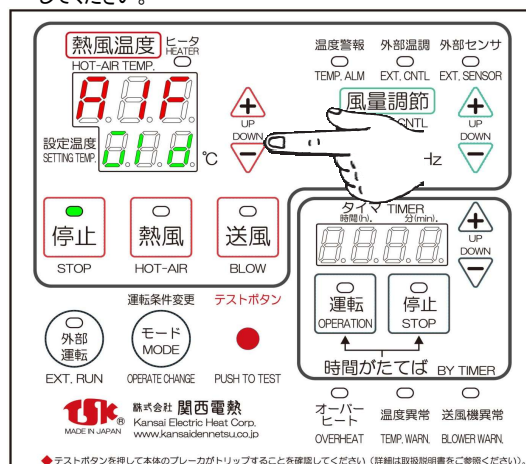 してください。
熱風温度 ヒータ
HEATER
HOT-AIR TEMP.
A1F
設定温度
SETTING TEMP.
old
℃
UP
DOWN
温度警報 外部温調 外部センサ
TEMP. ALM EXT. CNTL EXT. SENSOR
風量調節
CNTL
Hz
UP
DOWN
停止 熱風 送風
STOP HOT-AIR BLOW
タイマ TIMER
時間(h). 分(min).
UP
DOWN
運転
OPERATION
停止
STOP
時間がたてば BY TIMER
運転条件変更 テストボタン
外部
運転
モード
MODE
EXT. RUN OPERATE CHANGE PUSH TO TEST
オーバー
ヒート
温度異常 送風機異常
OVERHEAT TEMP. WARN. BLOWER WARN.
TSK
MADE IN JAPAN
株式会社 関西電熱
Kansai Electric Heat Corp.
www.kansaidennetsu.co.jp
◆テストボタンを押して本体のブレーカがトリップすることを確認してください（詳細は取扱説明書をご参照ください）